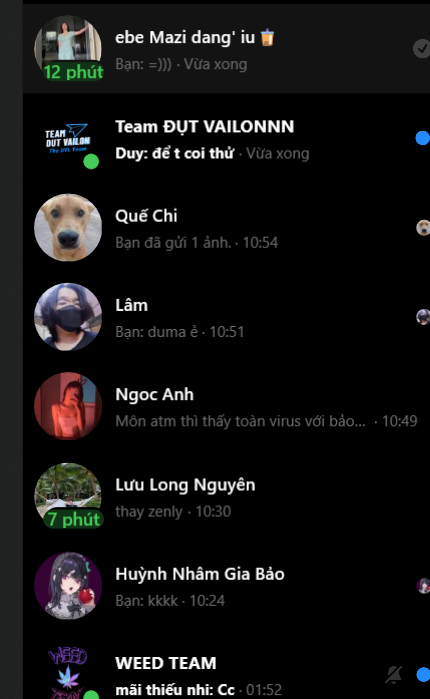 ebe Mazi dang' iu 🧋
Bạn: =))) · Vừa xong
12 phút
TEAM
DUT VAILON
The DVL Team
Team ĐỤT VAILONNN
Duy: để t coi thử · Vừa xong
Quế Chi
Bạn đã gửi 1 ảnh. · 10:54
Lâm
Bạn: duma ẻ · 10:51
Ngoc Anh
Môn atm thì thấy toàn virus với bảo... · 10:49
Lưu Long Nguyên
thay zenly · 10:30
7 phút
Huỳnh Nhâm Gia Bảo
Bạn: kkkk · 10:24
WEED
TEAM
WEED TEAM
mãi thiếu nhi: Cc · 01:52